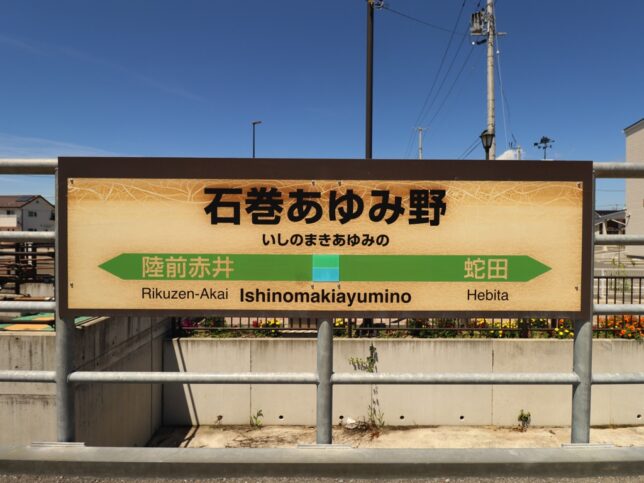 石巻あゆみ野
いしのまきあゆみの
陸前赤井 蛇田
Rikuzen-Akai Ishinomakiayumino Hebita